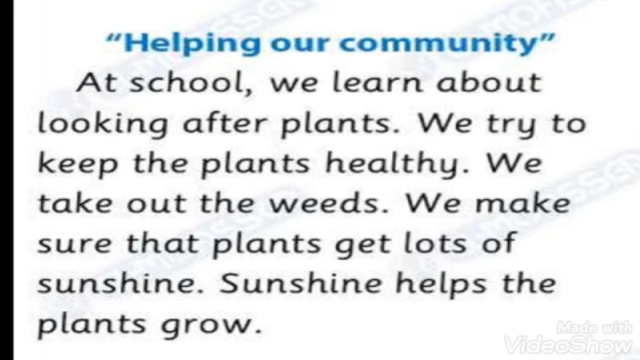 “Helping our community”
At school, we learn about
looking after plants. We try to
keep the plants healthy. We
take out the weeds. We make
sure that plants get lots of
sunshine. Sunshine helps the
plants grow.
Made with
VideoShow